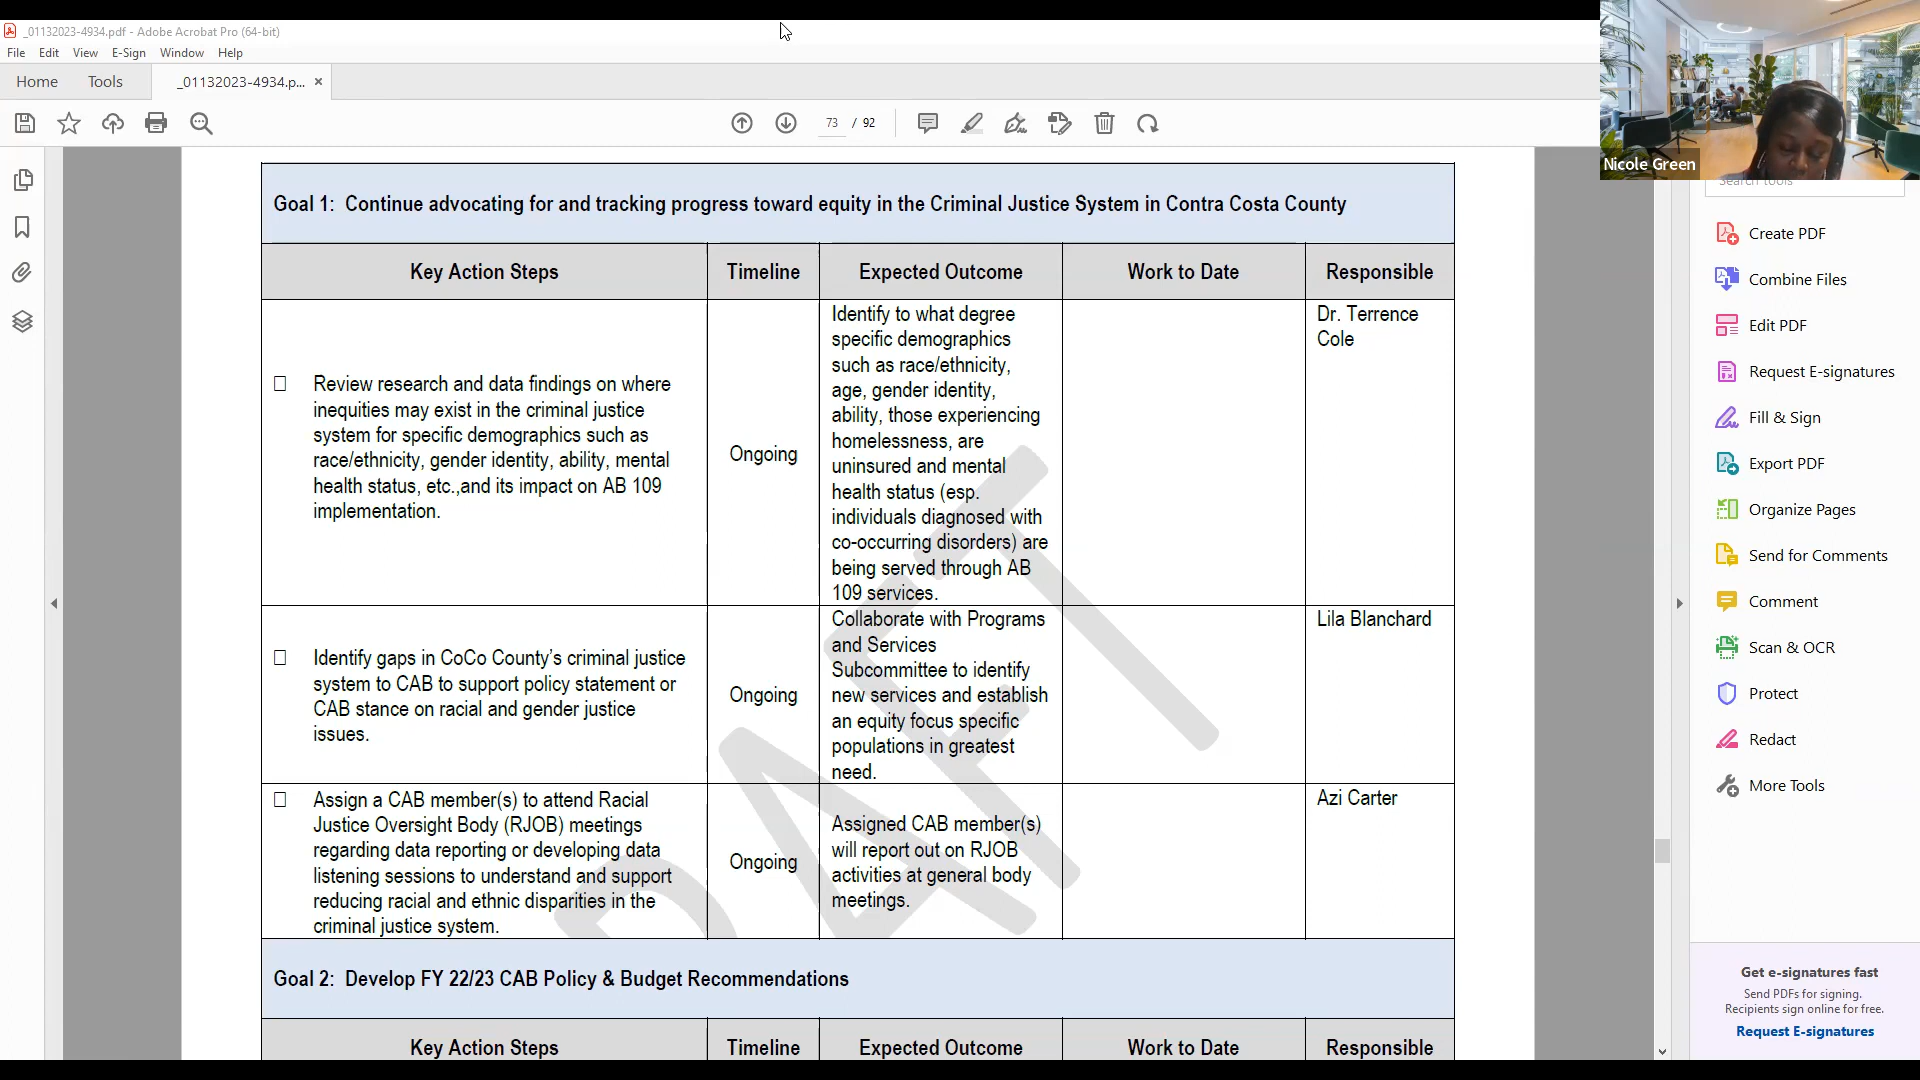 _01132023-4934.pdf - Adobe Acrobat Pro (64-bit)
File Edit View E-Sign Window Help
Home Tools _01132023-4934.p... ×
73 / 92
Nicole Green
Search tools
Goal 1: Continue advocating for and tracking progress toward equity in the Criminal Justice System in Contra Costa County
Key Action Steps Timeline Expected Outcome Work to Date Responsible
Review research and data findings on where
inequities may exist in the criminal justice
system for specific demographics such as
race/ethnicity, gender identity, ability, mental
health status, etc.,and its impact on AB 109
implementation.
Ongoing
Identify to what degree
specific demographics
such as race/ethnicity,
age, gender identity,
ability, those experiencing
homelessness, are
uninsured and mental
health status (esp.
individuals diagnosed with
co-occurring disorders) are
being served through AB
109 services.
Dr. Terrence
Cole
Identify gaps in CoCo County’s criminal justice
system to CAB to support policy statement or
CAB stance on racial and gender justice
issues.
Ongoing
Collaborate with Programs
and Services
Subcommittee to identify
new services and establish
an equity focus specific
populations in greatest
need.
Lila Blanchard
Assign a CAB member(s) to attend Racial
Justice Oversight Body (RJOB) meetings
regarding data reporting or developing data
listening sessions to understand and support
reducing racial and ethnic disparities in the
criminal justice system.
Ongoing
Assigned CAB member(s)
will report out on RJOB
activities at general body
meetings.
Azi Carter
Goal 2: Develop FY 22/23 CAB Policy & Budget Recommendations
Key Action Steps Timeline Expected Outcome Work to Date Responsible
DRAFT
Create PDF
Combine Files
Edit PDF
Request E-signatures
Fill & Sign
Export PDF
Organize Pages
Send for Comments
Comment
Scan & OCR
Protect
Redact
More Tools
Get e-signatures fast
Send PDFs for signing.
Recipients sign online for free.
Request E-signatures